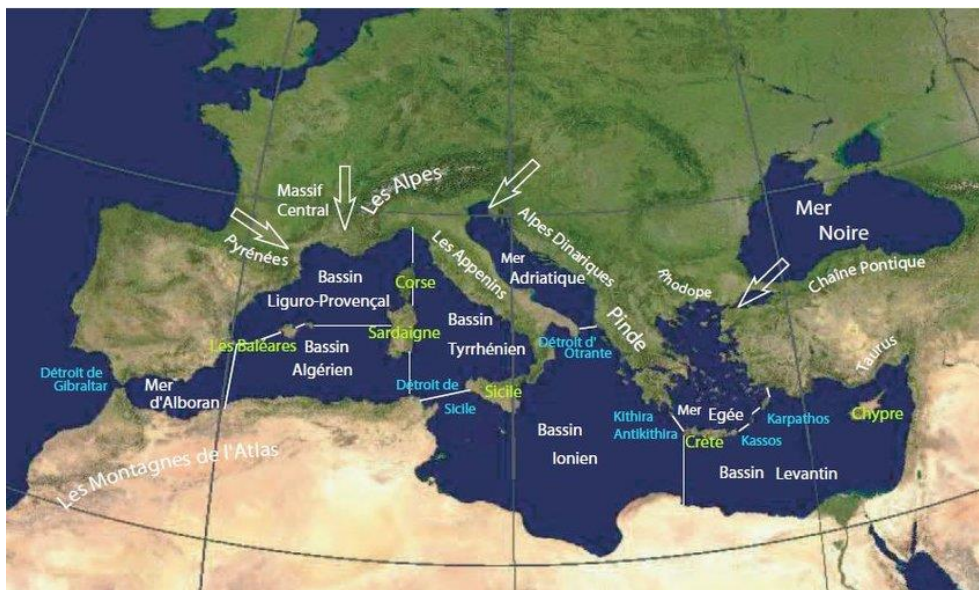 Massif
Central
Les Alpes
Pyrénées
Alpes Dinariques
Les Appenins
Mer
Noire
Chaîne Pontique
Rhodope
Pinde
Taurus
Mer
Adriatique
Bassin
Liguro-Provençal
Corse
Sardaigne
Les Baléares
Bassin
Algérien
Bassin
Tyrrhénien
Détroit d'
Otrante
Détroit de
Gibraltar
Mer
d'Alboran
Détroit de
Sicile
Sicile
Kithira
Antikithira
Mer Egée
Crète
Karpathos
Kassos
Chypre
Bassin
Ionien
Bassin Levantin
Les Montagnes de l'Atlas